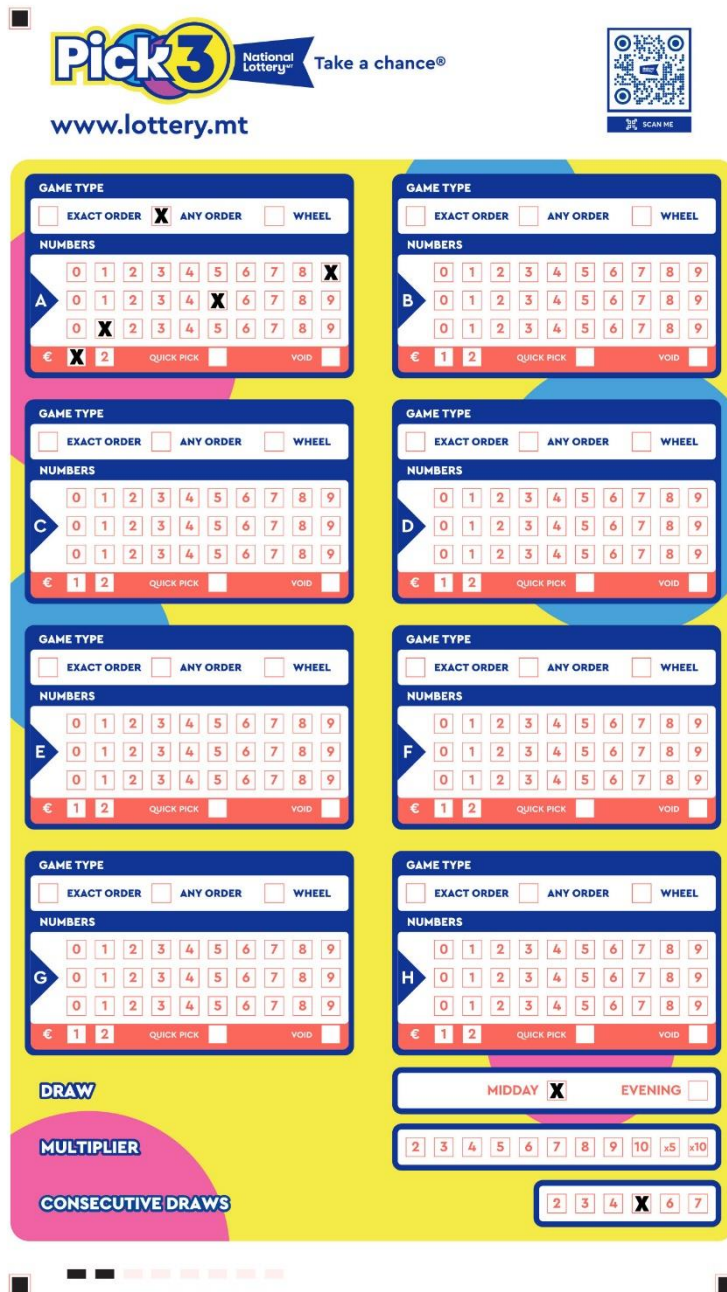 Pick3 National Lottery MT Take a chance®
www.lottery.mt
SCAN ME
GAME TYPE
EXACT ORDER X ANY ORDER WHEEL
NUMBERS
0 1 2 3 4 5 6 7 8 X
A 0 1 2 3 4 X 6 7 8 9
0 X 2 3 4 5 6 7 8 9
€ X 2 QUICK PICK VOID
GAME TYPE
EXACT ORDER ANY ORDER WHEEL
NUMBERS
0 1 2 3 4 5 6 7 8 9
B 0 1 2 3 4 5 6 7 8 9
0 1 2 3 4 5 6 7 8 9
€ 1 2 QUICK PICK VOID
GAME TYPE
EXACT ORDER ANY ORDER WHEEL
NUMBERS
0 1 2 3 4 5 6 7 8 9
C 0 1 2 3 4 5 6 7 8 9
0 1 2 3 4 5 6 7 8 9
€ 1 2 QUICK PICK VOID
GAME TYPE
EXACT ORDER ANY ORDER WHEEL
NUMBERS
0 1 2 3 4 5 6 7 8 9
D 0 1 2 3 4 5 6 7 8 9
0 1 2 3 4 5 6 7 8 9
€ 1 2 QUICK PICK VOID
GAME TYPE
EXACT ORDER ANY ORDER WHEEL
NUMBERS
0 1 2 3 4 5 6 7 8 9
E 0 1 2 3 4 5 6 7 8 9
0 1 2 3 4 5 6 7 8 9
€ 1 2 QUICK PICK VOID
GAME TYPE
EXACT ORDER ANY ORDER WHEEL
NUMBERS
0 1 2 3 4 5 6 7 8 9
F 0 1 2 3 4 5 6 7 8 9
0 1 2 3 4 5 6 7 8 9
€ 1 2 QUICK PICK VOID
GAME TYPE
EXACT ORDER ANY ORDER WHEEL
NUMBERS
0 1 2 3 4 5 6 7 8 9
G 0 1 2 3 4 5 6 7 8 9
0 1 2 3 4 5 6 7 8 9
€ 1 2 QUICK PICK VOID
GAME TYPE
EXACT ORDER ANY ORDER WHEEL
NUMBERS
0 1 2 3 4 5 6 7 8 9
H 0 1 2 3 4 5 6 7 8 9
0 1 2 3 4 5 6 7 8 9
€ 1 2 QUICK PICK VOID
DRAW MIDDAY X EVENING
MULTIPLIER 2 3 4 5 6 7 8 9 10 x5 x10
CONSECUTIVE DRAWS 2 3 4 X 6 7